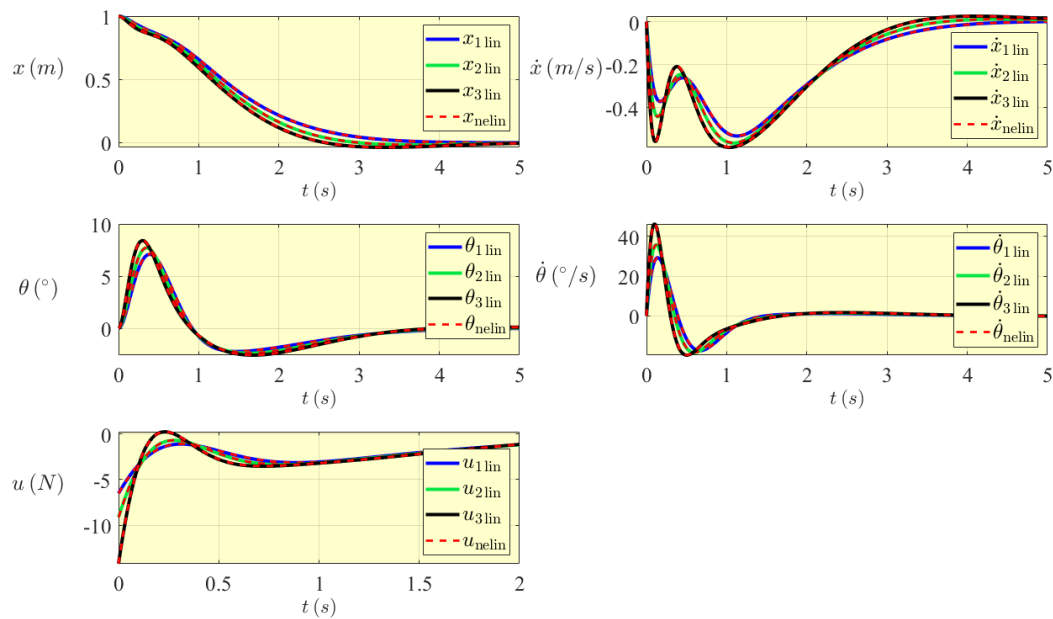 x (m)
1
0.5
0
x₁ lin
x₂ lin
x₃ lin
xnelin
0 1 2 3 4 5
t (s)
ẋ (m/s)
0
-0.2
-0.4
ẋ₁ lin
ẋ₂ lin
ẋ₃ lin
ẋnelin
0 1 2 3 4 5
t (s)
θ (°)
10
5
0
θ₁ lin
θ₂ lin
θ₃ lin
θnelin
0 1 2 3 4 5
t (s)
θ̇ (°/s)
40
20
0
θ̇₁ lin
θ̇₂ lin
θ̇₃ lin
θ̇nelin
0 1 2 3 4 5
t (s)
u (N)
0
-5
-10
u₁ lin
u₂ lin
u₃ lin
unelin
0 0.5 1 1.5 2
t (s)